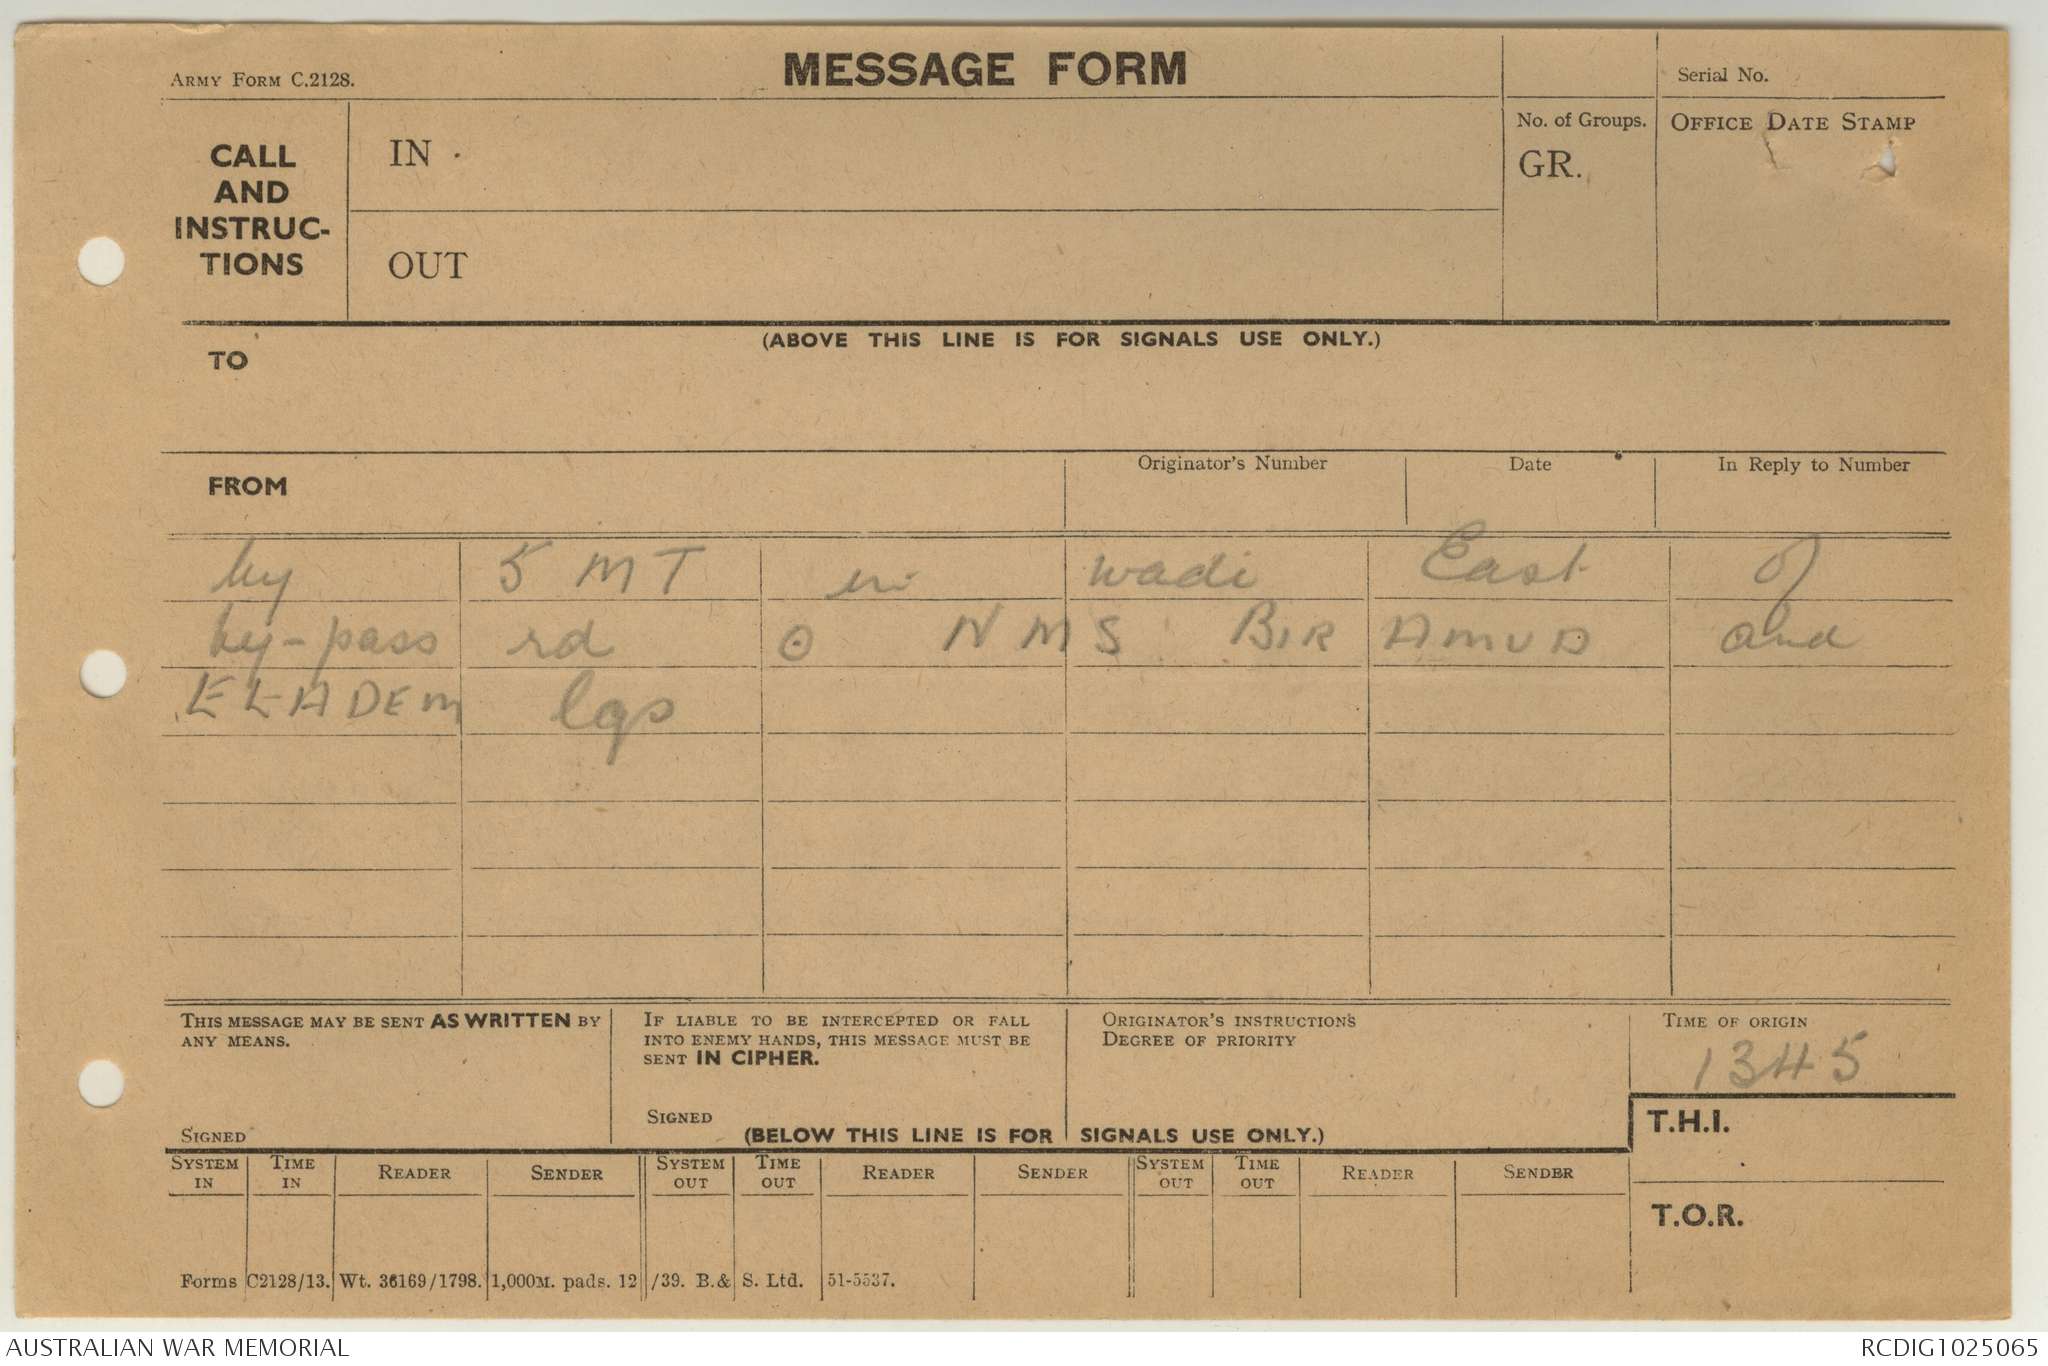 ARMY FORM C.2128.
MESSAGE FORM
Serial No.
CALL AND INSTRUC-TIONS
IN
OUT
No. of Groups.
GR.
OFFICE DATE STAMP
(ABOVE THIS LINE IS FOR SIGNALS USE ONLY.)
TO
FROM
Originator's Number
Date
In Reply to Number
by 5 MT in wadi East of
by-pass rd ⊙ NMS BIR AMUD and
EL ADEM lgs
THIS MESSAGE MAY BE SENT AS WRITTEN BY
ANY MEANS.
SIGNED
IF LIABLE TO BE INTERCEPTED OR FALL
INTO ENEMY HANDS, THIS MESSAGE MUST BE
SENT IN CIPHER.
SIGNED
ORIGINATOR'S INSTRUCTIONS
DEGREE OF PRIORITY
TIME OF ORIGIN
1345
T.H.I.
T.O.R.
(BELOW THIS LINE IS FOR SIGNALS USE ONLY.)
SYSTEM IN TIME IN READER SENDER SYSTEM OUT TIME OUT READER SENDER SYSTEM OUT TIME OUT READER SENDER
Forms C2128/13. Wt. 36169/1798. 1,000M. pads. 12/39. B.& S. Ltd. 51-5537.
AUSTRALIAN WAR MEMORIAL
RCDIG1025065